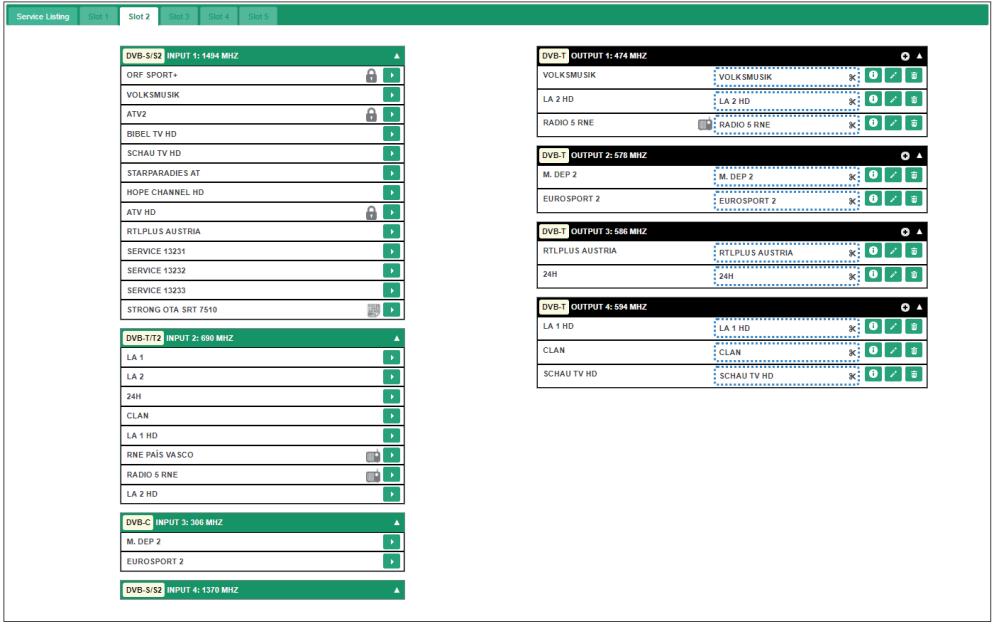 Service Listing Slot 1 Slot 2 Slot 3 Slot 4 Slot 5
DVB-S/S2 INPUT 1: 1494 MHZ
ORF SPORT+
VOLKSMUSIK
ATV2
BIBEL TV HD
SCHAU TV HD
STARPARADIES AT
HOPE CHANNEL HD
ATV HD
RTLPLUS AUSTRIA
SERVICE 13231
SERVICE 13232
SERVICE 13233
STRONG OTA SRT 7510
DVB-T/T2 INPUT 2: 690 MHZ
LA 1
LA 2
24H
CLAN
LA 1 HD
RNE PAÍS VASCO
RADIO 5 RNE
LA 2 HD
DVB-C INPUT 3: 306 MHZ
M. DEP 2
EUROSPORT 2
DVB-S/S2 INPUT 4: 1370 MHZ
DVB-T OUTPUT 1: 474 MHZ
VOLKSMUSIK VOLKSMUSIK
LA 2 HD LA 2 HD
RADIO 5 RNE RADIO 5 RNE
DVB-T OUTPUT 2: 578 MHZ
M. DEP 2 M. DEP 2
EUROSPORT 2 EUROSPORT 2
DVB-T OUTPUT 3: 586 MHZ
RTLPLUS AUSTRIA RTLPLUS AUSTRIA
24H 24H
DVB-T OUTPUT 4: 594 MHZ
LA 1 HD LA 1 HD
CLAN CLAN
SCHAU TV HD SCHAU TV HD